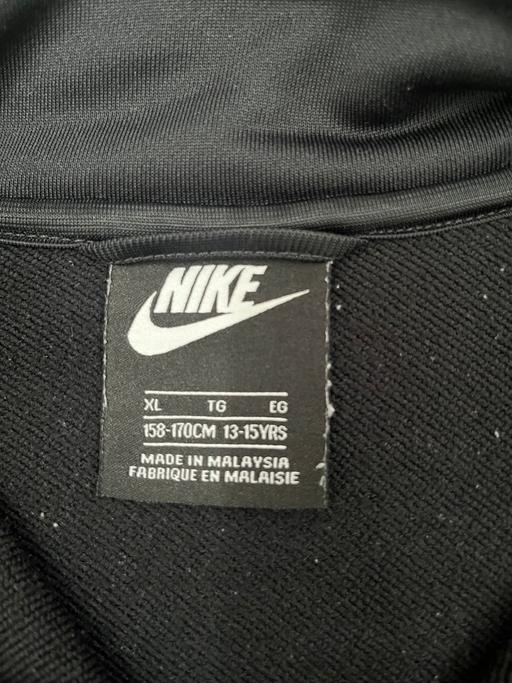 NIKE
XL TG EG
158-170CM 13-15YRS
MADE IN MALAYSIA
FABRIQUE EN MALAISIE